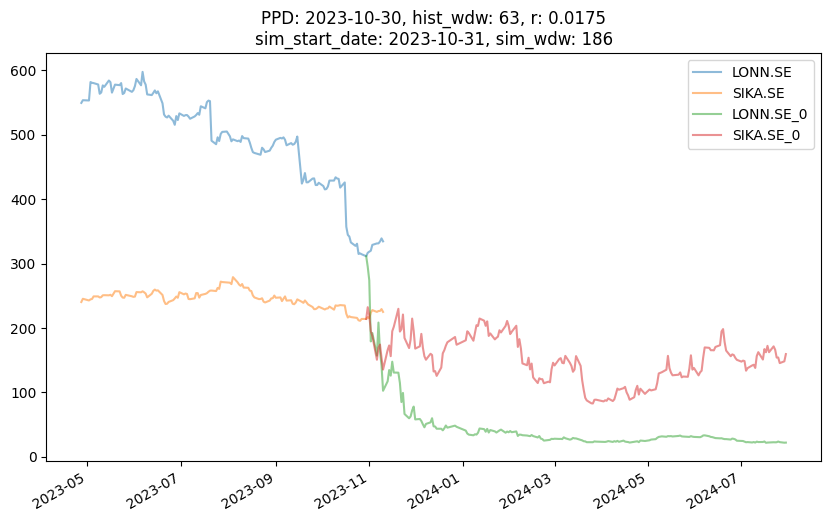 PPD: 2023-10-30, hist_wdw: 63, r: 0.0175
sim_start_date: 2023-10-31, sim_wdw: 186
LONN.SE
SIKA.SE
LONN.SE_0
SIKA.SE_0
600
500
400
300
200
100
0
2023-05
2023-07
2023-09
2023-11
2024-01
2024-03
2024-05
2024-07